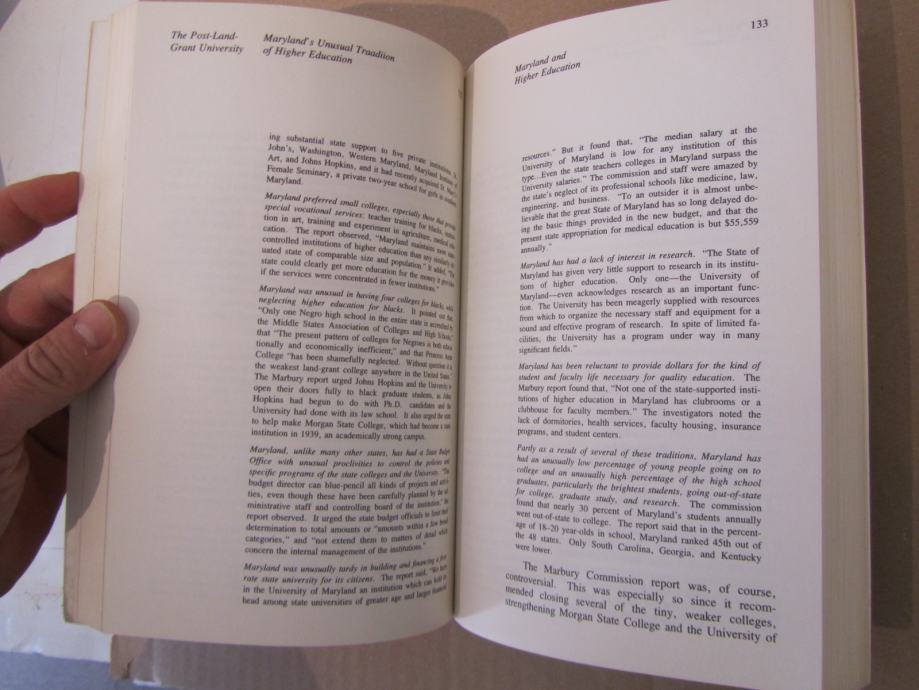 The Post-Land-
Grant University
Maryland's Unusual Traadiion
of Higher Education
ing substantial state support to five private institutions,
John's, Washington, Western Maryland, Maryland Institute of
Art, and Johns Hopkins, and it had recently acquired St. Mary's
Female Seminary, a private two-year school for girls in southern
Maryland.
Maryland preferred small colleges, especially those that provide
special vocational services: teacher training for blacks,
tion in art, training and experiment in agriculture, medical edu-
cation. The report observed, "Maryland maintains more state
controlled institutions of higher education than any similarly sit-
uated state of comparable size and population." It added, "The
state could clearly get more education for the money it provides
if the services were concentrated in fewer institutions."
Maryland was unusual in having four colleges for blacks, while
neglecting higher education for blacks. It pointed out that
"Only one Negro high school in the entire state is accredited by
the Middle States Association of Colleges and High Schools,"
that "The present pattern of colleges for Negroes is both educa-
tionally and economically inefficient," and that Princess Anne
College "has been shamefully neglected. Without question it is
the weakest land-grant college anywhere in the United States."
The Marbury report urged Johns Hopkins and the University to
open their doors fully to black graduate students, as Johns
Hopkins had begun to do with Ph.D. candidates and the
University had done with its law school. It also urged the state
to help make Morgan State College, which had become a state
institution in 1939, an academically strong campus.
Maryland, unlike many other states, has had a State Budget
Office with unusual proclivities to control the policies and
specific programs of the state colleges and the University. "The
budget director can blue-pencil all kinds of projects and activi-
ties, even though these have been carefully planned by the ad-
ministrative staff and controlling board of the institution," the
report observed. It urged the state budget officials to limit their
determination to total amounts or "amounts within a few broad
categories," and "not extend them to matters of detail which
concern the internal management of the institutions."
Maryland was unusually tardy in building and financing a first-
rate state university for its citizens. The report said, "We have
in the University of Maryland an institution which can hold its
head among state universities of greater age and larger financial
133
Maryland and
Higher Education
resources." But it found that, "The median salary at the
University of Maryland is low for any institution of this
type...Even the state teachers colleges in Maryland surpass the
University salaries." The commission and staff were amazed by
the state's neglect of its professional schools like medicine, law,
engineering, and business. "To an outsider it is almost unbe-
lievable that the great State of Maryland has so long delayed do-
ing the basic things provided in the new budget, and that the
present state appropriation for medical education is but $55,559
annually."
Maryland has had a lack of interest in research. "The State of
Maryland has given very little support to research in its institu-
tions of higher education. Only one—the University of
Maryland—even acknowledges research as an important func-
tion. The University has been meagerly supplied with resources
from which to organize the necessary staff and equipment for a
sound and effective program of research. In spite of limited fa-
cilities, the University has a program under way in many
significant fields."
Maryland has been reluctant to provide dollars for the kind of
student and faculty life necessary for quality education. The
Marbury report found that, "Not one of the state-supported insti-
tutions of higher education in Maryland has clubrooms or a
clubhouse for faculty members." The investigators noted the
lack of dormitories, health services, faculty housing, insurance
programs, and student centers.
Partly as a result of several of these traditions, Maryland has
had an unusually low percentage of young people going on to
college and an unusually high percentage of the high school
graduates, particularly the brightest students, going out-of-state
for college, graduate study, and research. The commission
found that nearly 30 percent of Maryland's students annually
went out-of-state to college. The report said that in the percent-
age of 18-20 year-olds in school, Maryland ranked 45th out of
the 48 states. Only South Carolina, Georgia, and Kentucky
were lower.
The Marbury Commission report was, of course,
controversial. This was especially so since it recom-
mended closing several of the tiny, weaker colleges,
strengthening Morgan State College and the University of